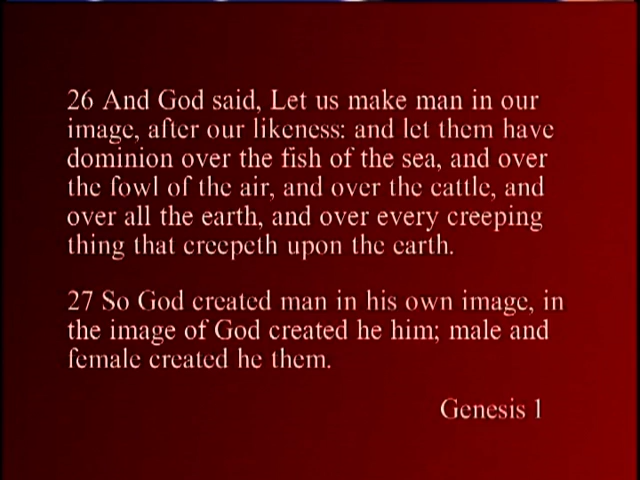 26 And God said, Let us make man in our
image, after our likeness: and let them have
dominion over the fish of the sea, and over
the fowl of the air, and over the cattle, and
over all the earth, and over every creeping
thing that creepeth upon the earth.
27 So God created man in his own image, in
the image of God created he him; male and
female created he them.
Genesis 1